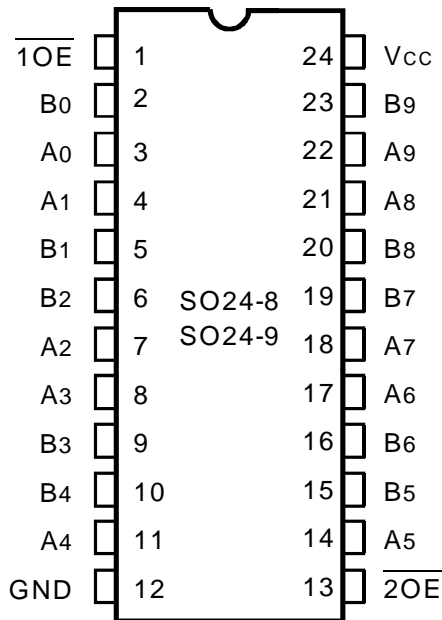 1OE 1 24 Vcc
B0 2 23 B9
A0 3 22 A9
A1 4 21 A8
B1 5 20 B8
B2 6 SO24-8 19 B7
A2 7 SO24-9 18 A7
A3 8 17 A6
B3 9 16 B6
B4 10 15 B5
A4 11 14 A5
GND 12 13 2OE